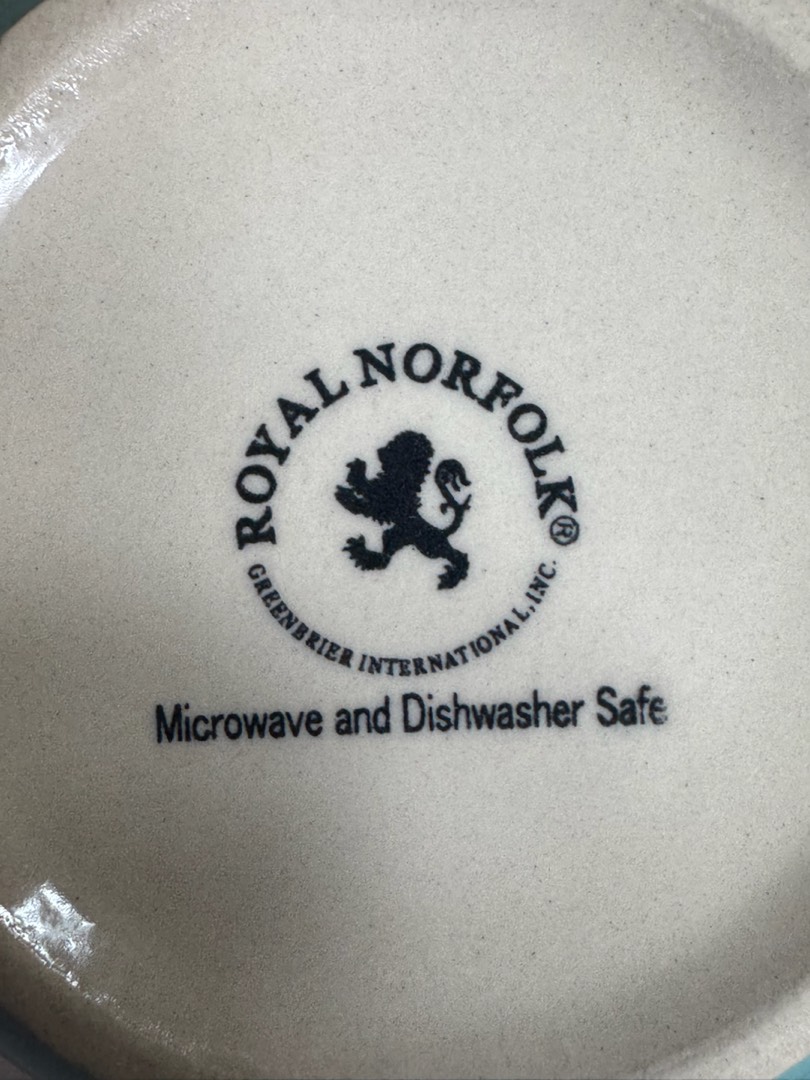 ROYAL NORFOLK®
GREENBRIER INTERNATIONAL, INC.
Microwave and Dishwasher Safe